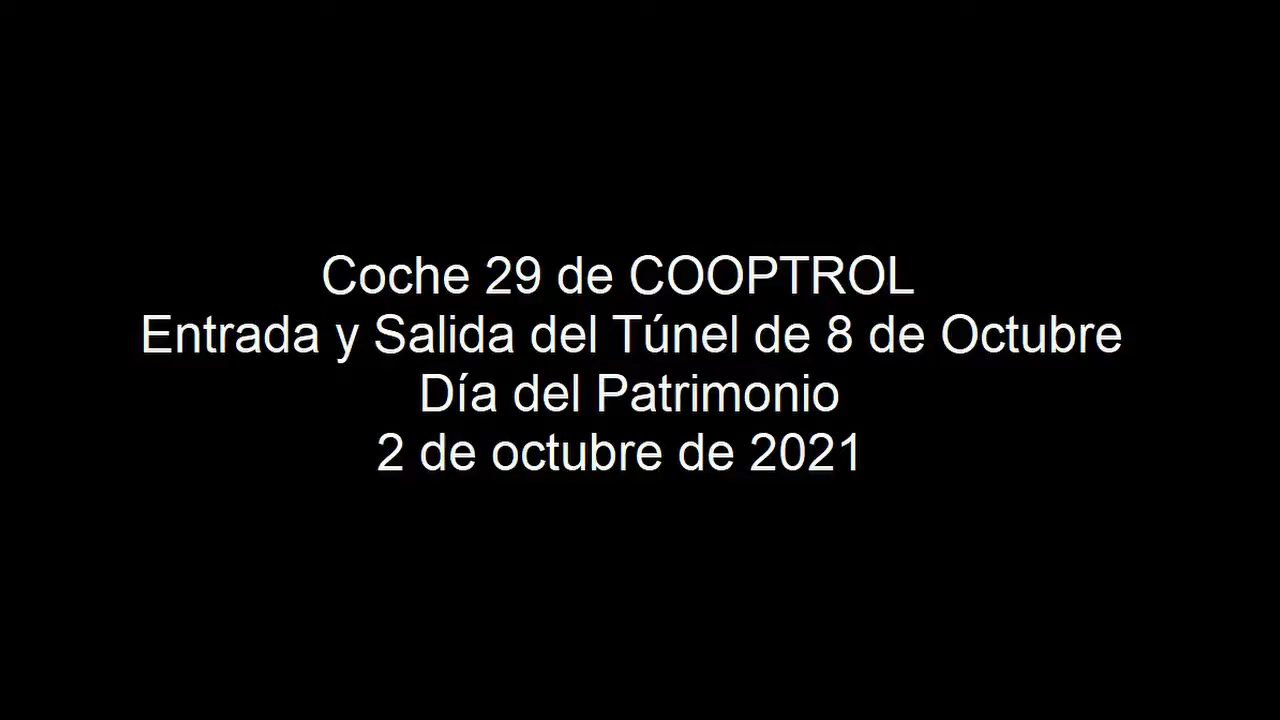 Coche 29 de COOPTROL
Entrada y Salida del Túnel de 8 de Octubre
Día del Patrimonio
2 de octubre de 2021